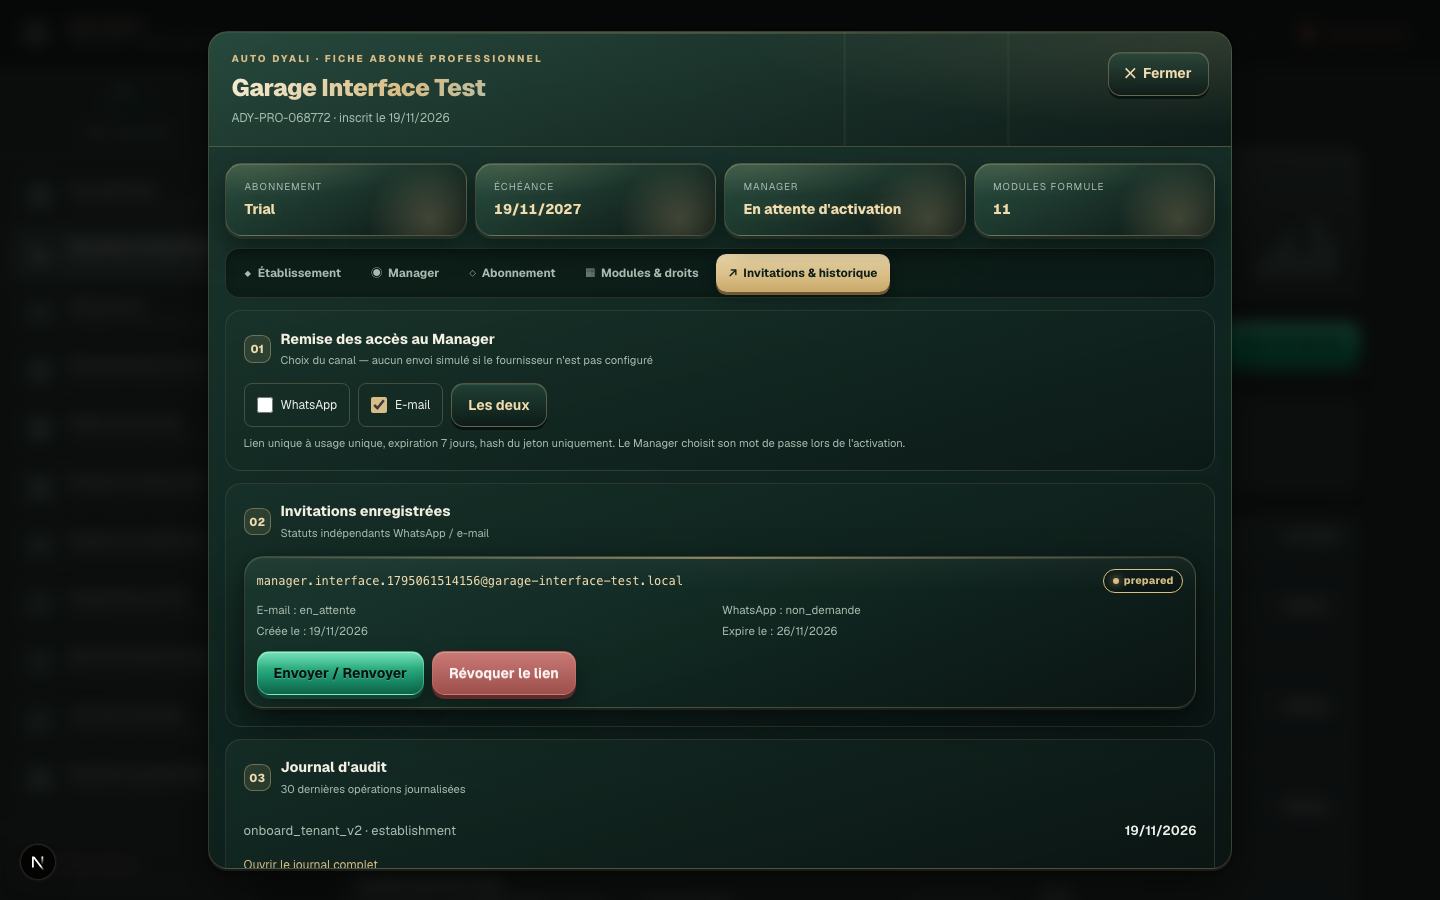 AUTO DYALI · FICHE ABONNÉ PROFESSIONNEL
Garage Interface Test
ADY-PRO-068772 · inscrit le 19/11/2026
Fermer
ABONNEMENT
Trial
ÉCHÉANCE
19/11/2027
MANAGER
En attente d'activation
MODULES FORMULE
11
Établissement
Manager
Abonnement
Modules & droits
Invitations & historique
01
Remise des accès au Manager
Choix du canal — aucun envoi simulé si le fournisseur n'est pas configuré
WhatsApp
E-mail
Les deux
Lien unique à usage unique, expiration 7 jours, hash du jeton uniquement. Le Manager choisit son mot de passe lors de l'activation.
02
Invitations enregistrées
Statuts indépendants WhatsApp / e-mail
manager.interface.1795061514156@garage-interface-test.local
prepared
E-mail : en_attente
WhatsApp : non_demande
Créée le : 19/11/2026
Expire le : 26/11/2026
Envoyer / Renvoyer
Révoquer le lien
03
Journal d'audit
30 dernières opérations journalisées
onboard_tenant_v2 · establishment
19/11/2026
Ouvrir le journal complet
N